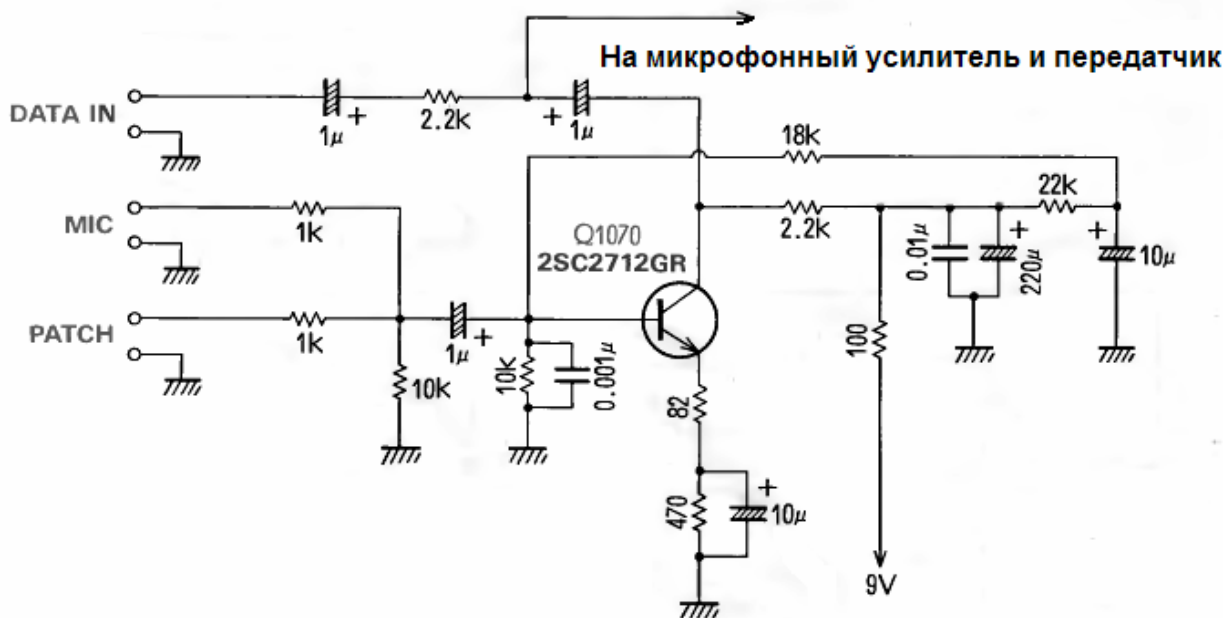 На микрофонный усилитель и передатчик
DATA IN
1µ
+
2.2k
+
1µ
18k
MIC
1k
Q1070
2SC2712GR
2.2k
0.01µ
+
220µ
22k
+
10µ
PATCH
1k
1µ
+
10k
10k
0.001µ
82
100
470
+
10µ
9V